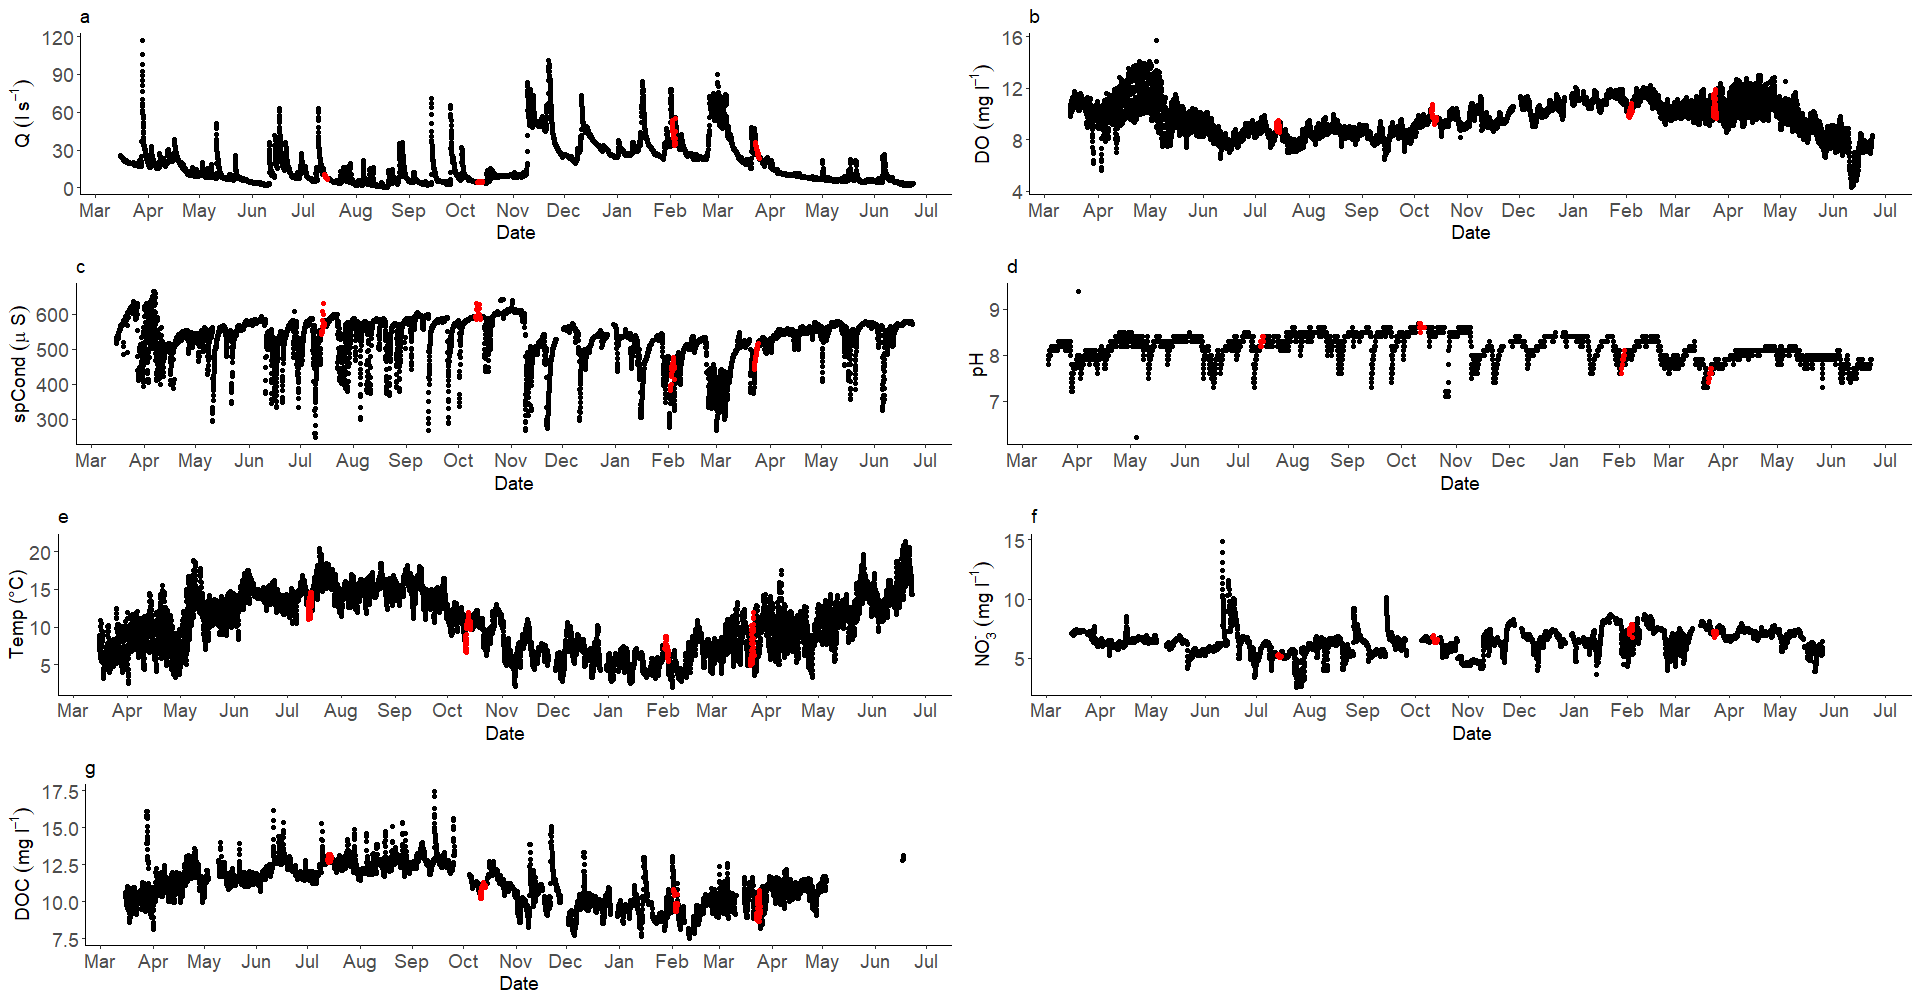 a
Q (l s⁻¹)
120
90
60
30
0
Mar Apr May Jun Jul Aug Sep Oct Nov Dec Jan Feb Mar Apr May Jun Jul
Date
b
DO (mg l⁻¹)
16
12
8
4
Mar Apr May Jun Jul Aug Sep Oct Nov Dec Jan Feb Mar Apr May Jun Jul
Date
c
spCond (μ S)
600
500
400
300
Mar Apr May Jun Jul Aug Sep Oct Nov Dec Jan Feb Mar Apr May Jun Jul
Date
d
pH
9
8
7
Mar Apr May Jun Jul Aug Sep Oct Nov Dec Jan Feb Mar Apr May Jun Jul
Date
e
Temp (°C)
20
15
10
5
Mar Apr May Jun Jul Aug Sep Oct Nov Dec Jan Feb Mar Apr May Jun Jul
Date
f
NO₃⁻ (mg l⁻¹)
15
10
5
Mar Apr May Jun Jul Aug Sep Oct Nov Dec Jan Feb Mar Apr May Jun Jul
Date
g
DOC (mg l⁻¹)
17.5
15.0
12.5
10.0
7.5
Mar Apr May Jun Jul Aug Sep Oct Nov Dec Jan Feb Mar Apr May Jun Jul
Date